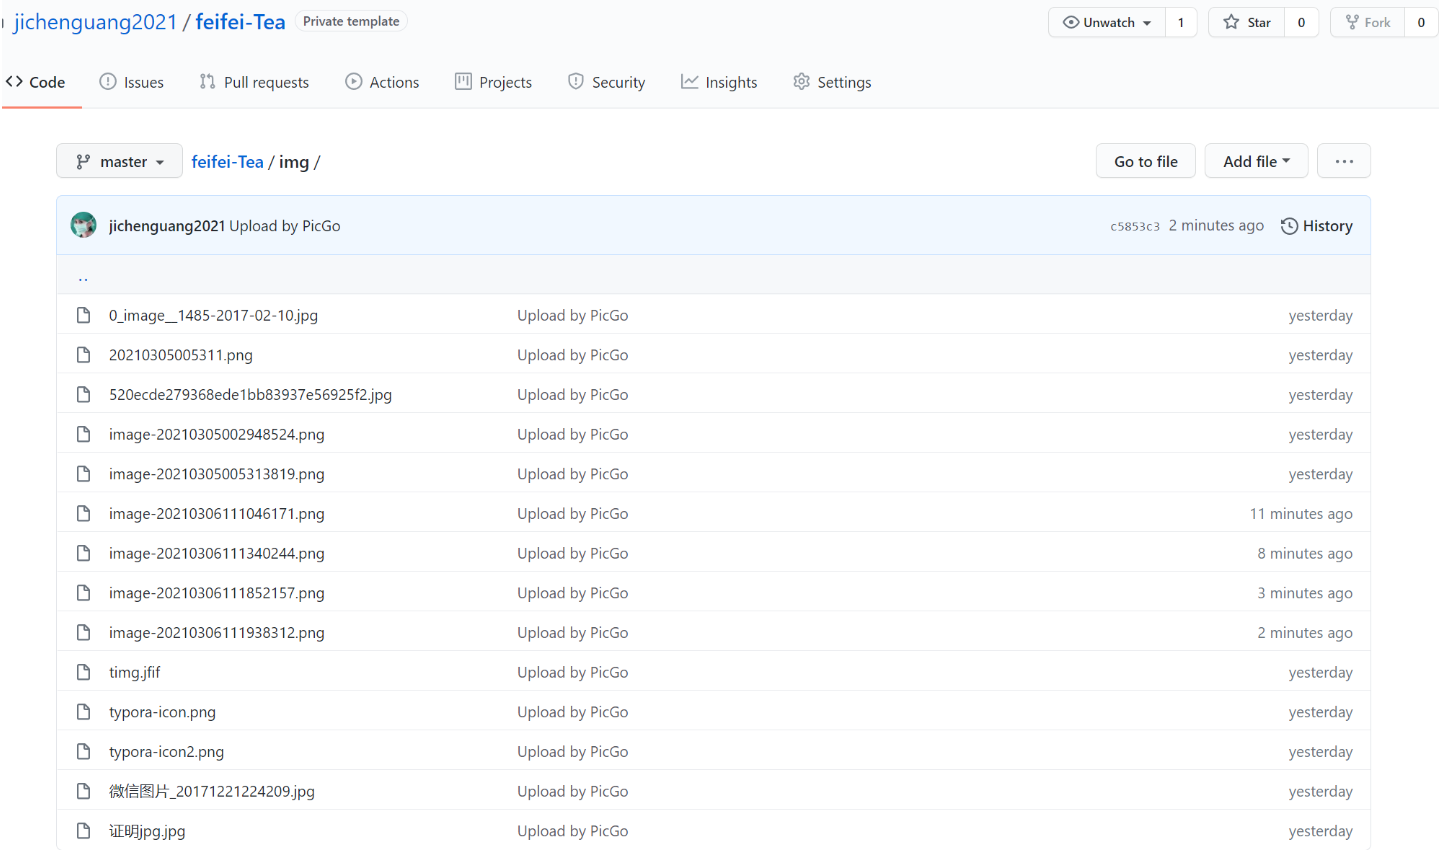 jichenguang2021 / feifei-Tea Private template Unwatch 1 Star 0 Fork 0
Code Issues Pull requests Actions Projects Security Insights Settings
master feifei-Tea / img / Go to file Add file ...
jichenguang2021 Upload by PicGo c5853c3 2 minutes ago History
..
0_image__1485-2017-02-10.jpg Upload by PicGo yesterday
20210305005311.png Upload by PicGo yesterday
520ecde279368ede1bb83937e56925f2.jpg Upload by PicGo yesterday
image-20210305002948524.png Upload by PicGo yesterday
image-20210305005313819.png Upload by PicGo yesterday
image-20210306111046171.png Upload by PicGo 11 minutes ago
image-20210306111340244.png Upload by PicGo 8 minutes ago
image-20210306111852157.png Upload by PicGo 3 minutes ago
image-20210306111938312.png Upload by PicGo 2 minutes ago
timg.jfif Upload by PicGo yesterday
typora-icon.png Upload by PicGo yesterday
typora-icon2.png Upload by PicGo yesterday
微信图片_20171221224209.jpg Upload by PicGo yesterday
证明jpg.jpg Upload by PicGo yesterday